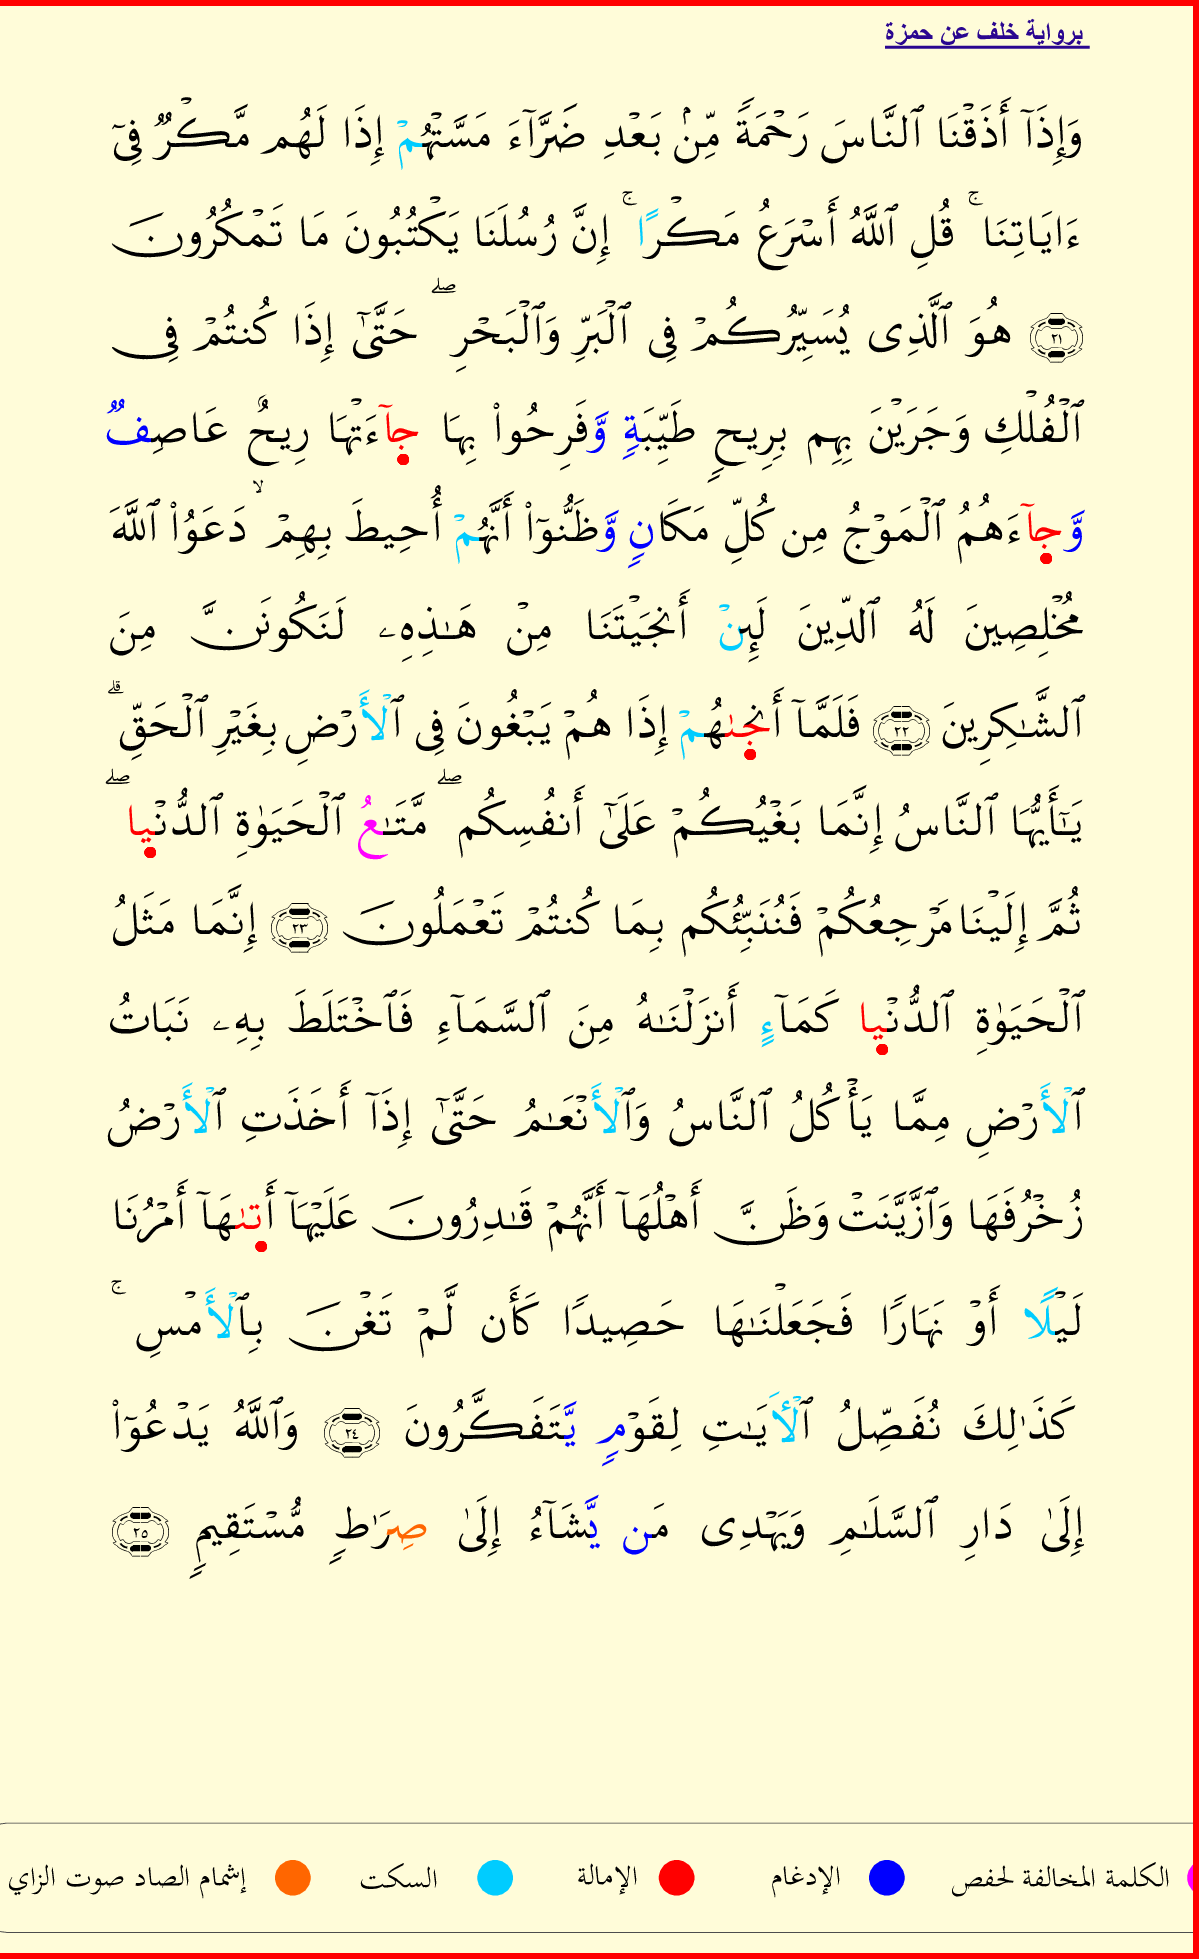 برواية خلف عن حمزة
وَإِذَآ أَذَقْنَا ٱلنَّاسَ رَحْمَةً مِّنۢ بَعْدِ ضَرَّآءَ مَسَّتْهُمْ إِذَا لَهُم مَّكْرٌ فِىٓ
ءَايَاتِنَا ۚ قُلِ ٱللَّهُ أَسْرَعُ مَكْرًا ۚ إِنَّ رُسُلَنَا يَكْتُبُونَ مَا تَمْكُرُونَ
﴿٢١﴾ هُوَ ٱلَّذِى يُسَيِّرُكُمْ فِى ٱلْبَرِّ وَٱلْبَحْرِ ۖ حَتَّىٰٓ إِذَا كُنتُمْ فِى
ٱلْفُلْكِ وَجَرَيْنَ بِهِم بِرِيحٍ طَيِّبَةٍ وَّفَرِحُوا۟ بِهَا جَآءَتْهَا رِيحٌ عَاصِفٌ
وَّجَآءَهُمُ ٱلْمَوْجُ مِن كُلِّ مَكَانٍ وَّظَنُّوٓا۟ أَنَّهُمْ أُحِيطَ بِهِمْ ۙ دَعَوُا۟ ٱللَّهَ
مُخْلِصِينَ لَهُ ٱلدِّينَ لَئِنْ أَنجَيْتَنَا مِنْ هَـٰذِهِۦ لَنَكُونَنَّ مِنَ
ٱلشَّـٰكِرِينَ ﴿٢٢﴾ فَلَمَّآ أَنجىٰهُمْ إِذَا هُمْ يَبْغُونَ فِى ٱلْأَرْضِ بِغَيْرِ ٱلْحَقِّ ۗ
يَـٰٓأَيُّهَا ٱلنَّاسُ إِنَّمَا بَغْيُكُمْ عَلَىٰٓ أَنفُسِكُم ۖ مَّتَـٰعُ ٱلْحَيَوٰةِ ٱلدُّنْيا ۖ
ثُمَّ إِلَيْنَا مَرْجِعُكُمْ فَنُنَبِّئُكُم بِمَا كُنتُمْ تَعْمَلُونَ ﴿٢٣﴾ إِنَّمَا مَثَلُ
ٱلْحَيَوٰةِ ٱلدُّنْيا كَمَآءٍ أَنزَلْنَـٰهُ مِنَ ٱلسَّمَآءِ فَٱخْتَلَطَ بِهِۦ نَبَاتُ
ٱلْأَرْضِ مِمَّا يَأْكُلُ ٱلنَّاسُ وَٱلْأَنْعَـٰمُ حَتَّىٰٓ إِذَآ أَخَذَتِ ٱلْأَرْضُ
زُخْرُفَهَا وَٱزَّيَّنَتْ وَظَنَّ أَهْلُهَآ أَنَّهُمْ قَـٰدِرُونَ عَلَيْهَآ أَتىٰهَآ أَمْرُنَا
لَيْلًا أَوْ نَهَارًا فَجَعَلْنَـٰهَا حَصِيدًا كَأَن لَّمْ تَغْنَ بِٱلْأَمْسِ ۚ
كَذَٰلِكَ نُفَصِّلُ ٱلْأَيَـٰتِ لِقَوْمٍ يَّتَفَكَّرُونَ ﴿٢٤﴾ وَٱللَّهُ يَدْعُوٓا۟
إِلَىٰ دَارِ ٱلسَّلَـٰمِ وَيَهْدِى مَن يَّشَآءُ إِلَىٰ صِرَٰطٍ مُّسْتَقِيمٍ ﴿٢٥﴾
الكلمة المخالفة لحفص الإدغام الإمالة السكت إشمام الصاد صوت الزاي